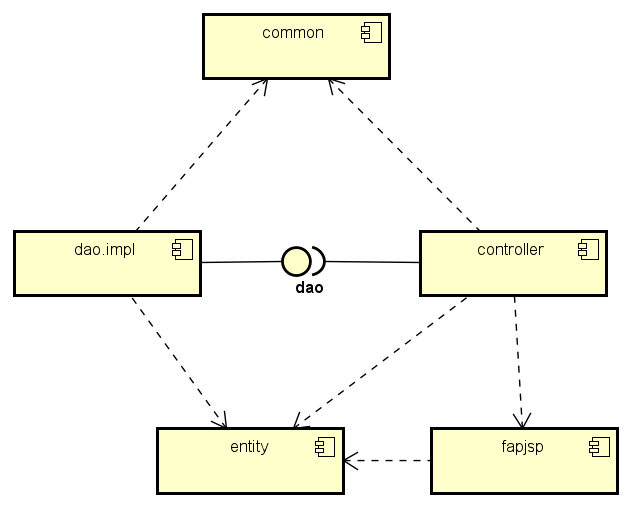 common
dao.impl
controller
dao
entity
fapjsp